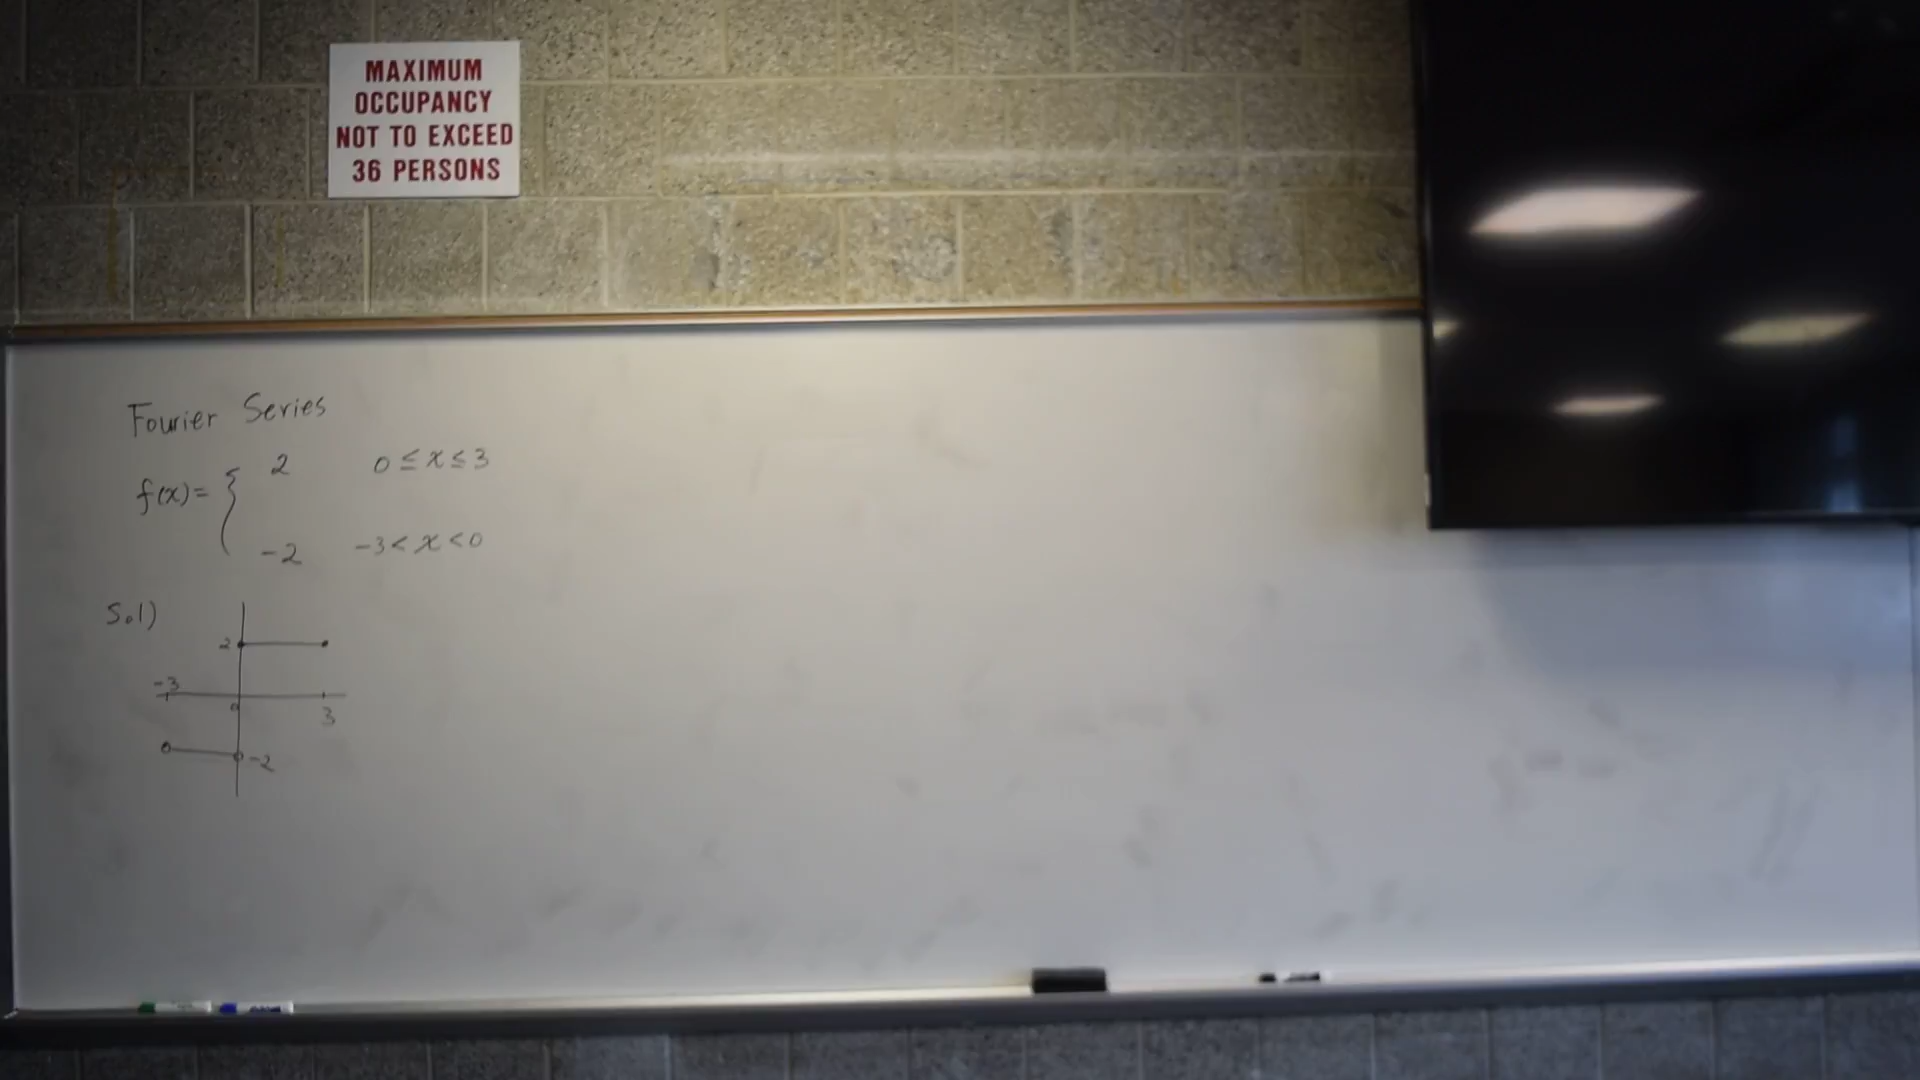 MAXIMUM
OCCUPANCY
NOT TO EXCEED
36 PERSONS
Fourier Series
f(x)= { 2 0 ≤ x ≤ 3
-2 -3 < x < 0
Sol)
2
-3
0
3
-2